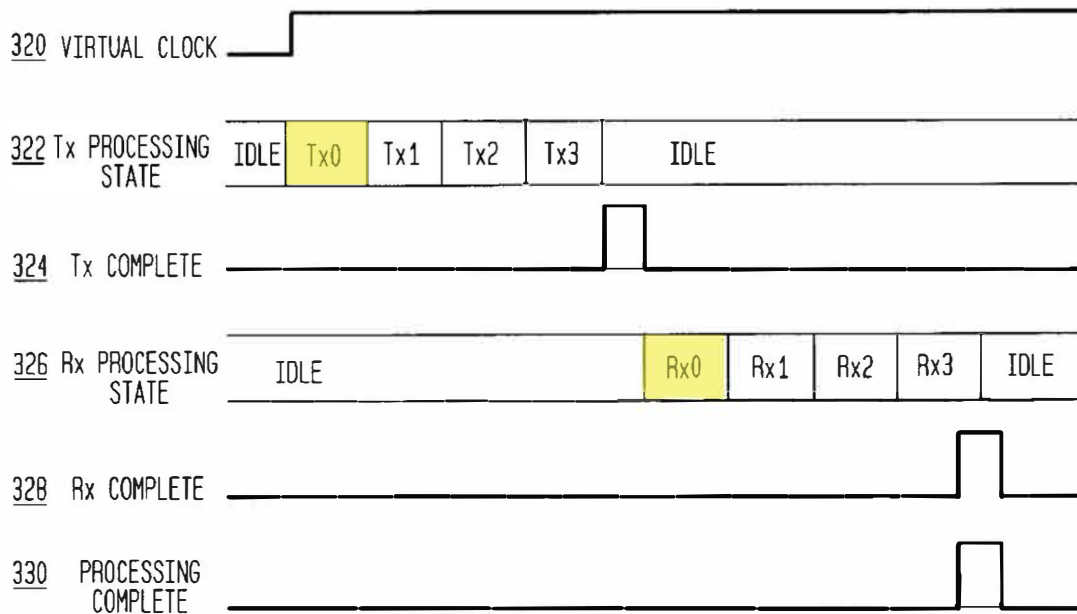 320 VIRTUAL CLOCK
322 Tx PROCESSING STATE
IDLE Tx0 Tx1 Tx2 Tx3 IDLE
324 Tx COMPLETE
326 Rx PROCESSING STATE
IDLE Rx0 Rx1 Rx2 Rx3 IDLE
328 Rx COMPLETE
330 PROCESSING COMPLETE